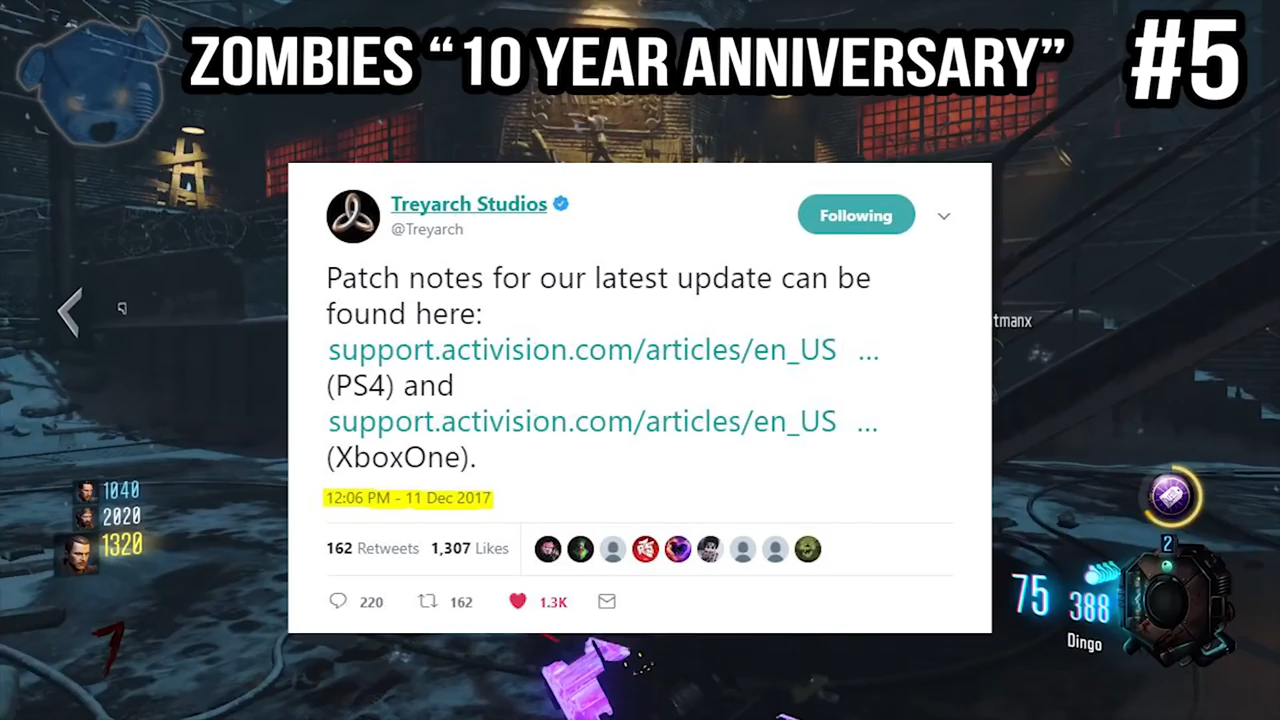 ZOMBIES “10 YEAR ANNIVERSARY” #5
Treyarch Studios
@Treyarch
Following
Patch notes for our latest update can be
found here:
support.activision.com/articles/en_US …
(PS4) and
support.activision.com/articles/en_US …
(XboxOne).
12:06 PM - 11 Dec 2017
162 Retweets 1,307 Likes
220 162 1.3K
tmanx
1040
2020
1320
2
75 388
Dingo